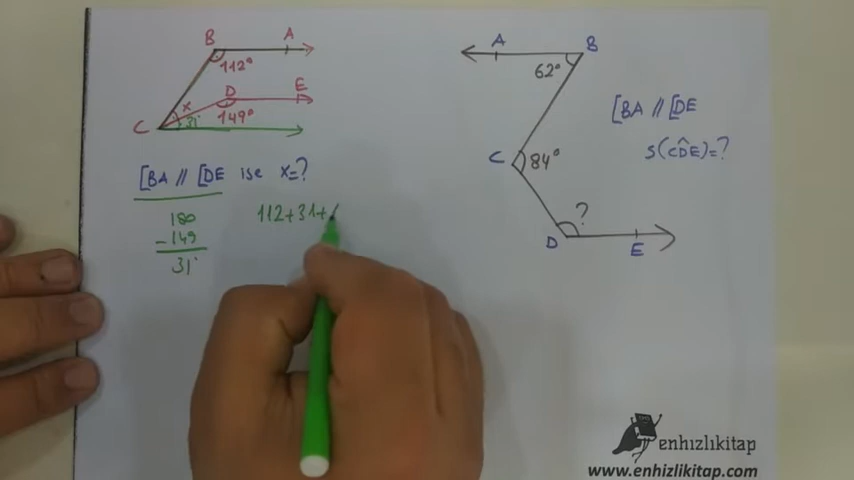 B A
112°
x D E
C 31° 149°
[BA // [DE ise x=?
180
-149
31°
112+31+
A B
62°
[BA // [DE
s(CD̂E)=?
C 84°
?
D E
enhızlıkitap
www.enhizlikitap.com